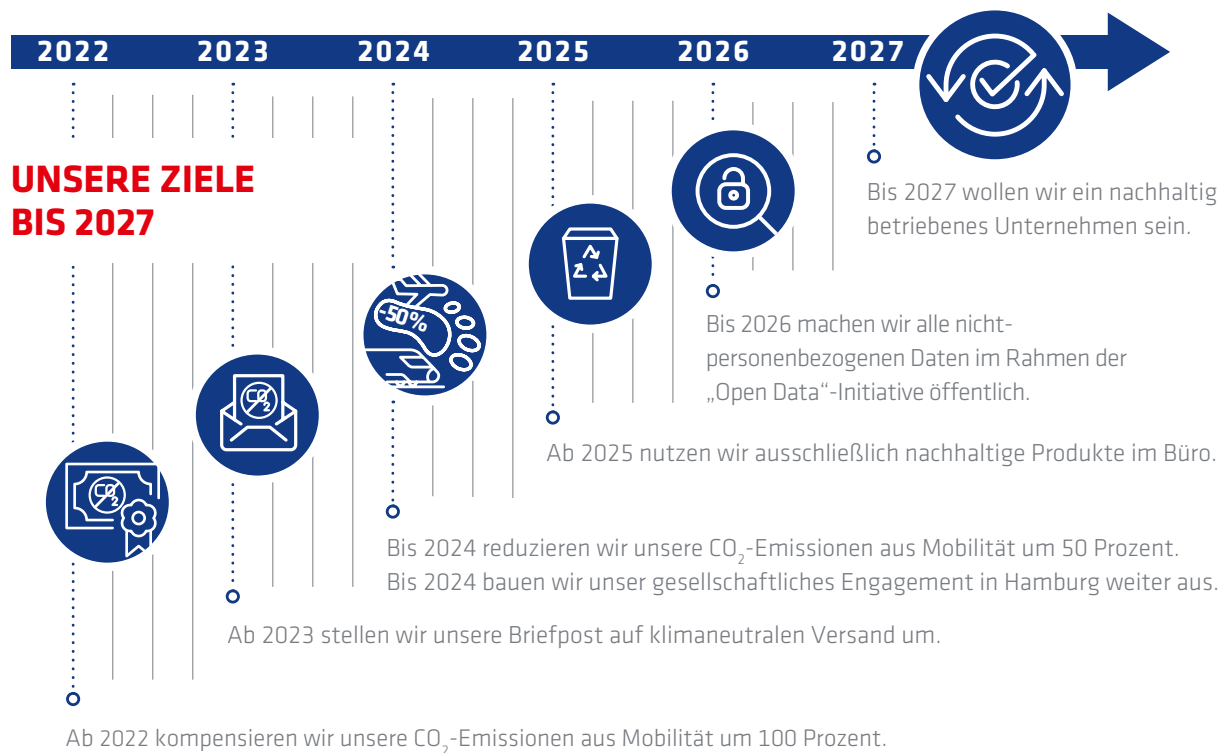 2022 2023 2024 2025 2026 2027
UNSERE ZIELE
BIS 2027
Bis 2027 wollen wir ein nachhaltig
betriebenes Unternehmen sein.
-50%
Bis 2026 machen wir alle nicht-
personenbezogenen Daten im Rahmen der
„Open Data“-Initiative öffentlich.
CO₂
Ab 2025 nutzen wir ausschließlich nachhaltige Produkte im Büro.
CO₂
Bis 2024 reduzieren wir unsere CO₂-Emissionen aus Mobilität um 50 Prozent.
Bis 2024 bauen wir unser gesellschaftliches Engagement in Hamburg weiter aus.
Ab 2023 stellen wir unsere Briefpost auf klimaneutralen Versand um.
Ab 2022 kompensieren wir unsere CO₂-Emissionen aus Mobilität um 100 Prozent.